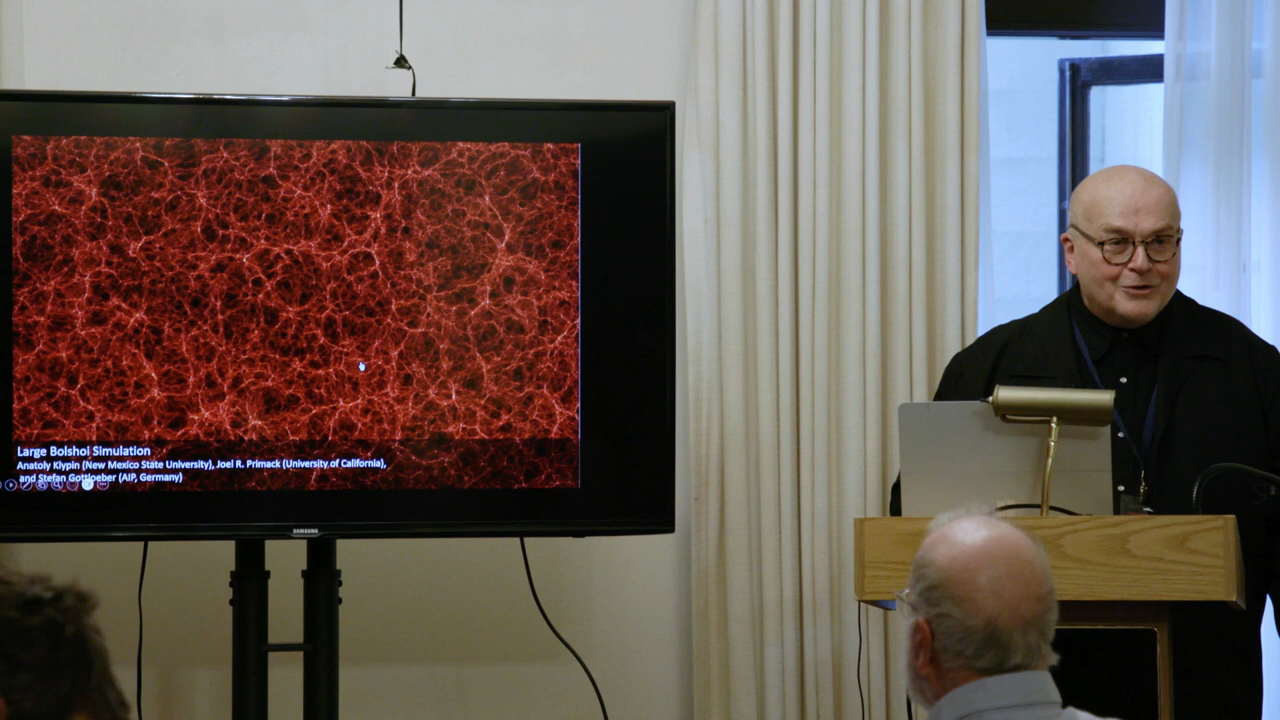 Large Bolshoi Simulation
Anatoly Klypin (New Mexico State University), Joel R. Primack (University of California),
and Stefan Gottloeber (AIP, Germany)
SAMSUNG